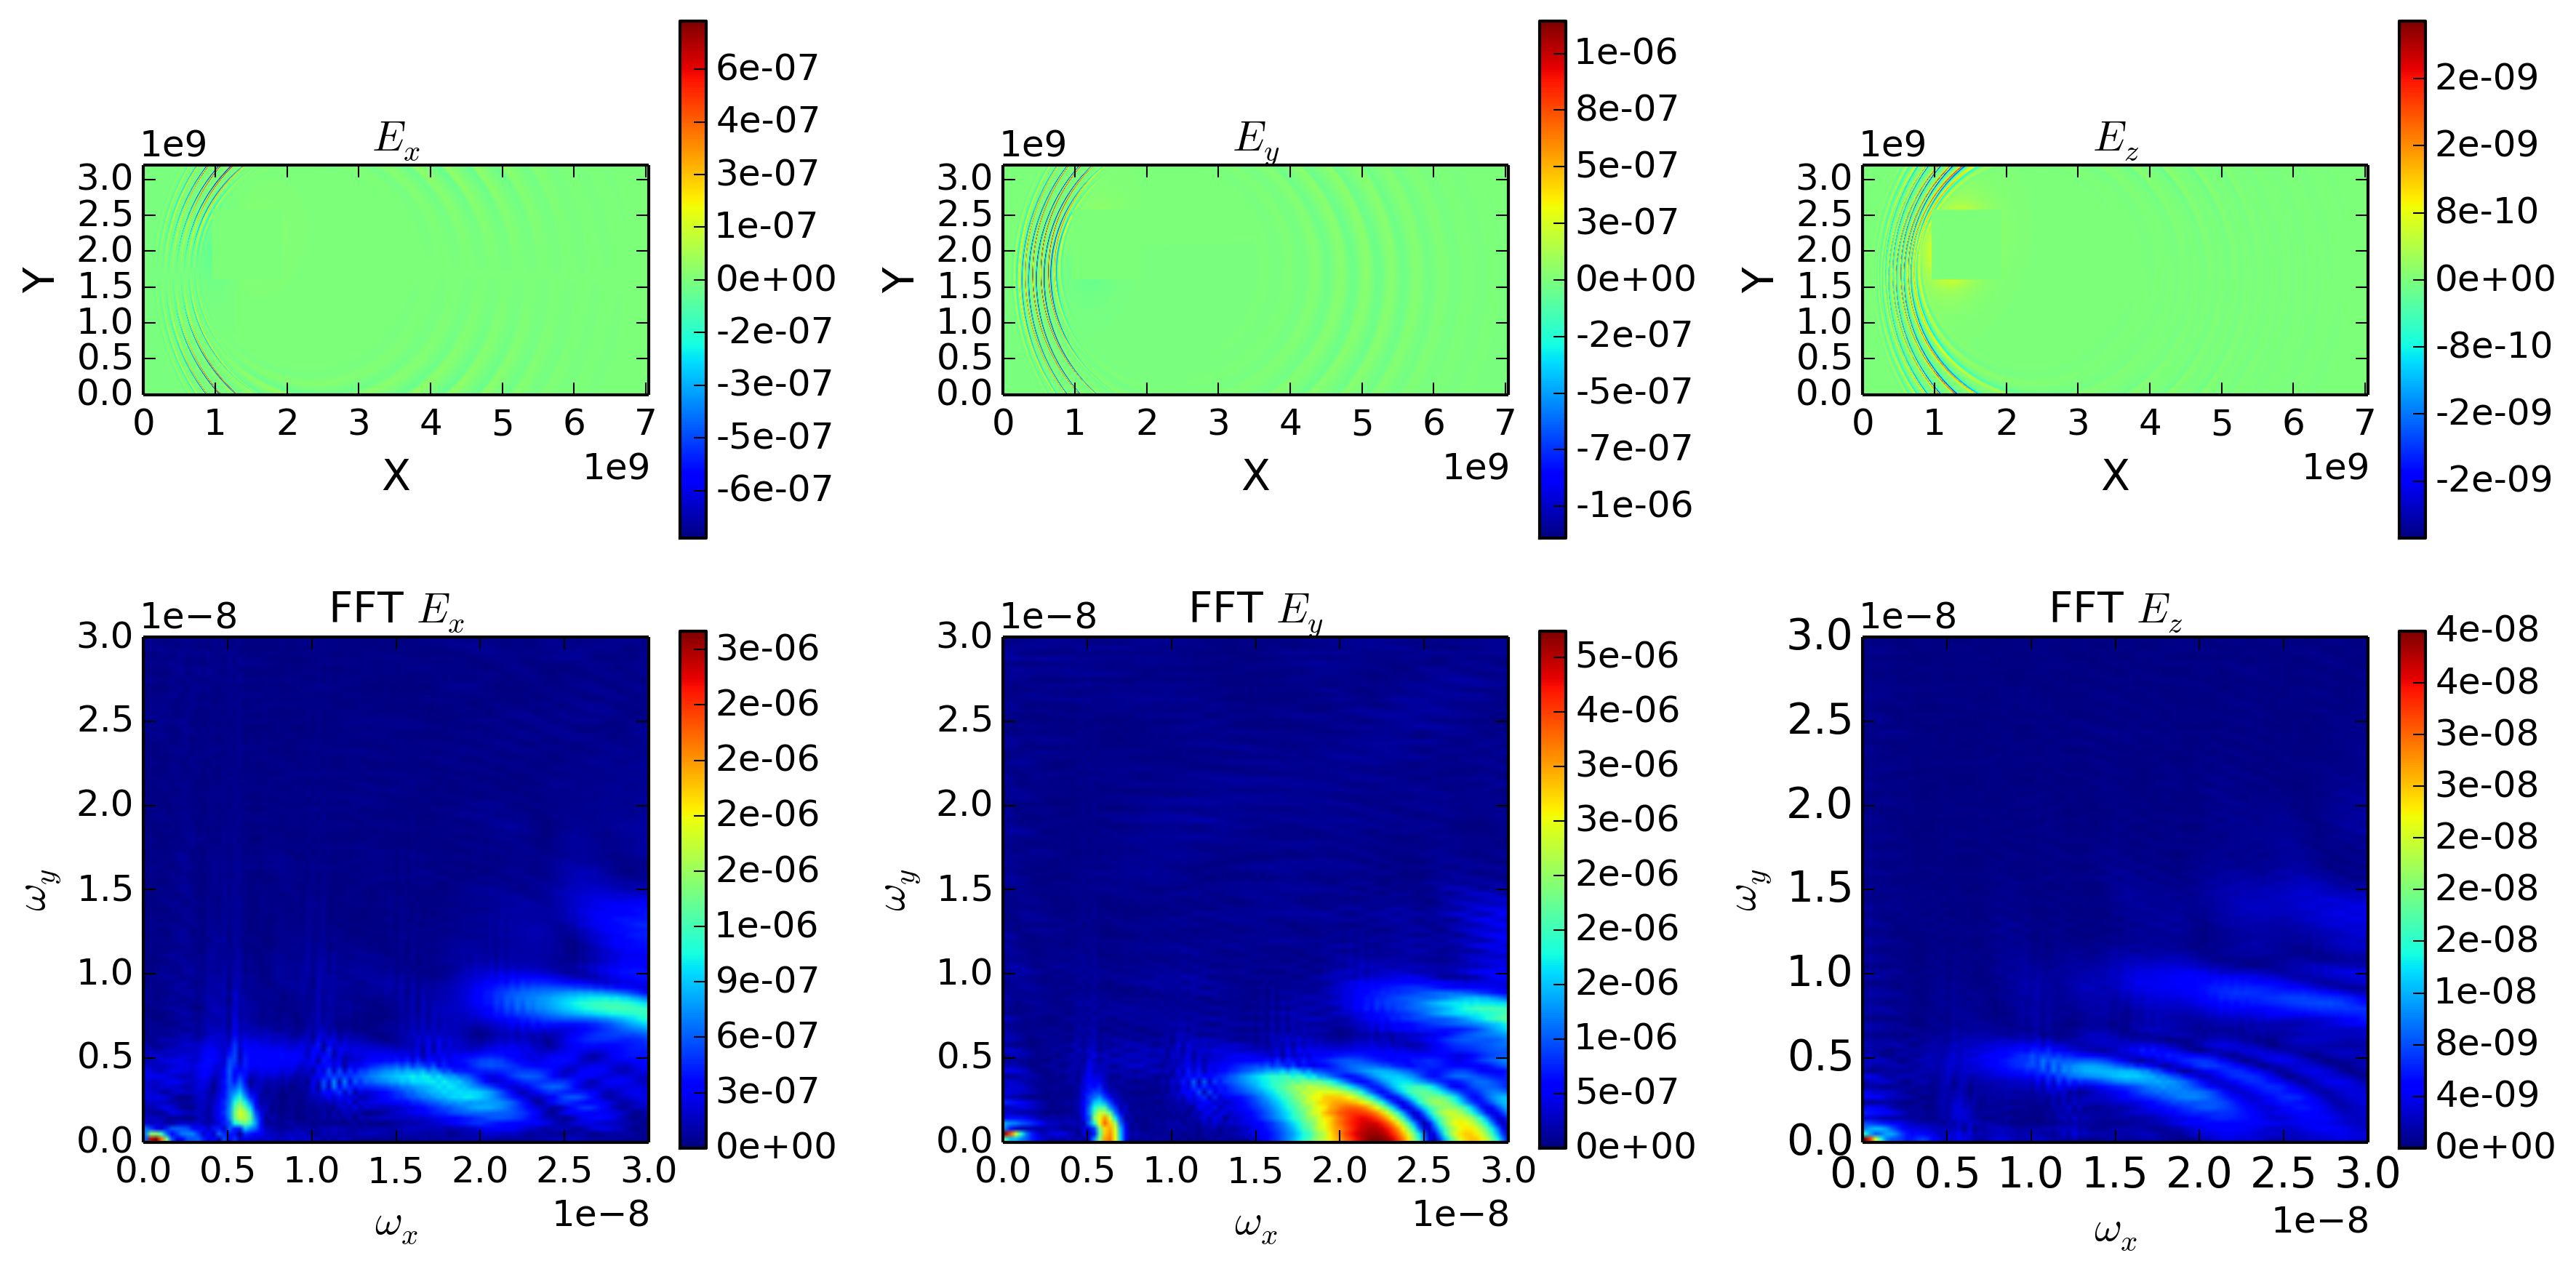 1e9 E_x
3.0
2.5
2.0
1.5
1.0
0.5
0.0
Y
0 1 2 3 4 5 6 7
X 1e9
6e-07
4e-07
3e-07
1e-07
0e+00
-2e-07
-3e-07
-5e-07
-6e-07
1e9 E_y
3.0
2.5
2.0
1.5
1.0
0.5
0.0
Y
0 1 2 3 4 5 6 7
X 1e9
1e-06
8e-07
5e-07
3e-07
0e+00
-2e-07
-5e-07
-7e-07
-1e-06
1e9 E_z
3.0
2.5
2.0
1.5
1.0
0.5
0.0
Y
0 1 2 3 4 5 6 7
X 1e9
2e-09
2e-09
8e-10
0e+00
-8e-10
-2e-09
-2e-09
1e−8 FFT E_x
3.0
2.5
2.0
1.5
1.0
0.5
0.0
ω_y
0.0 0.5 1.0 1.5 2.0 2.5 3.0
ω_x 1e−8
3e-06
2e-06
2e-06
2e-06
2e-06
1e-06
9e-07
6e-07
3e-07
0e+00
1e−8 FFT E_y
3.0
2.5
2.0
1.5
1.0
0.5
0.0
ω_y
0.0 0.5 1.0 1.5 2.0 2.5 3.0
ω_x 1e−8
5e-06
4e-06
3e-06
3e-06
2e-06
2e-06
2e-06
1e-06
5e-07
0e+00
1e−8 FFT E_z
3.0
2.5
2.0
1.5
1.0
0.5
0.0
ω_y
0.0 0.5 1.0 1.5 2.0 2.5 3.0
ω_x 1e−8
4e-08
4e-08
3e-08
3e-08
2e-08
2e-08
2e-08
1e-08
8e-09
4e-09
0e+00